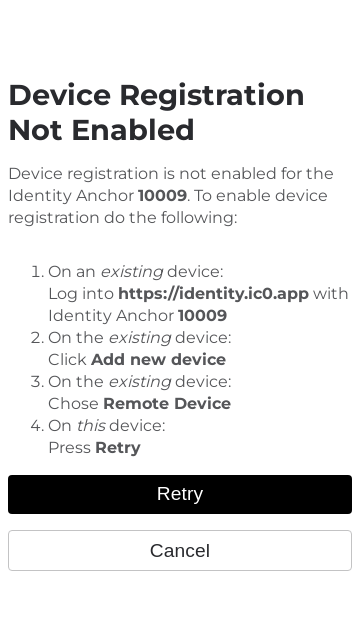 Device Registration
Not Enabled
Device registration is not enabled for the
Identity Anchor 10009. To enable device
registration do the following:
1. On an existing device:
Log into https://identity.ic0.app with
Identity Anchor 10009
2. On the existing device:
Click Add new device
3. On the existing device:
Chose Remote Device
4. On this device:
Press Retry
Retry
Cancel